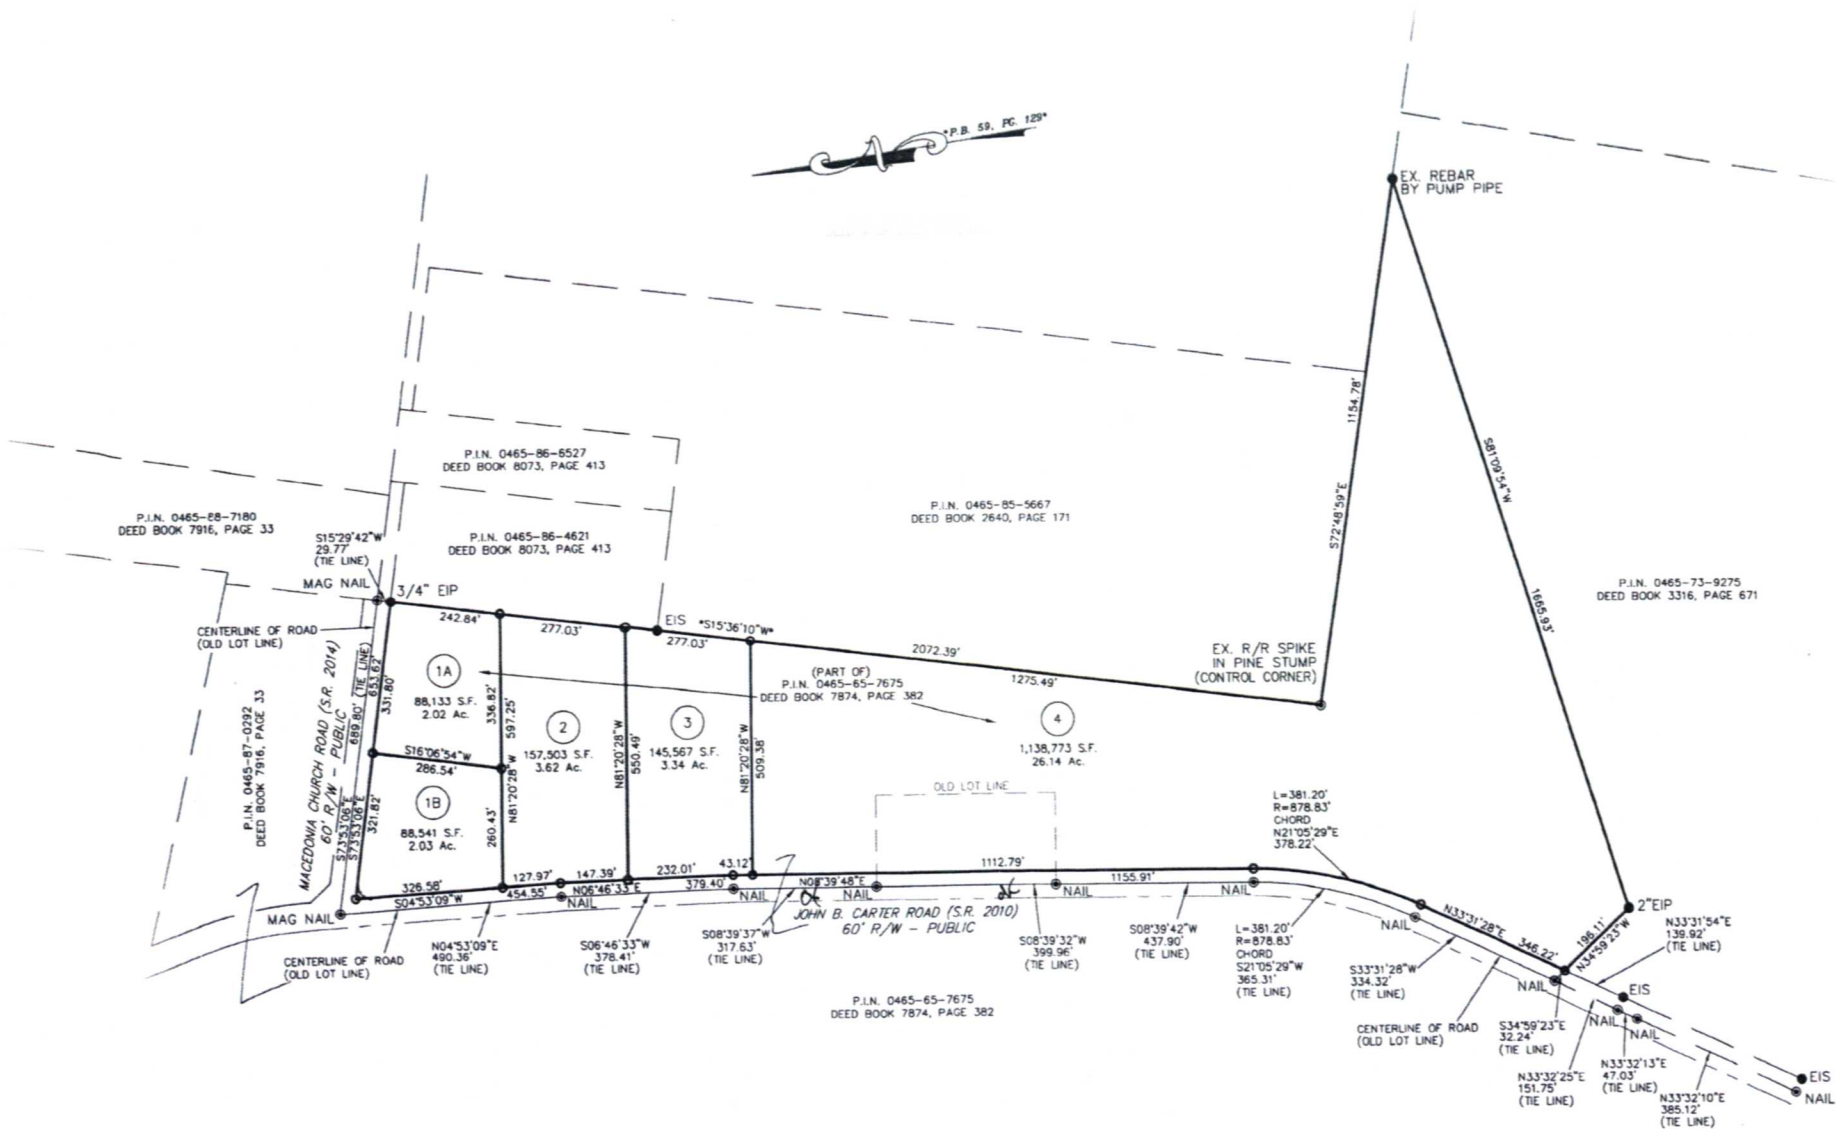 *P.B. 59, PG. 129*
N
EX. REBAR
BY PUMP PIPE
1154.78'
S72°48'59"E
S81°09'54"W
1665.93'
P.I.N. 0465-86-6527
DEED BOOK 8073, PAGE 413
P.I.N. 0465-88-7180
DEED BOOK 7916, PAGE 33
P.I.N. 0465-86-4621
DEED BOOK 8073, PAGE 413
P.I.N. 0465-85-5667
DEED BOOK 2640, PAGE 171
P.I.N. 0465-73-9275
DEED BOOK 3316, PAGE 671
S15°29'42"W
29.77'
(TIE LINE)
MAG NAIL
3/4" EIP
CENTERLINE OF ROAD
(OLD LOT LINE)
242.84'
277.03'
EIS
*S15°36'10"W*
277.03'
2072.39'
1275.49'
EX. R/R SPIKE
IN PINE STUMP
(CONTROL CORNER)
(PART OF)
P.I.N. 0465-65-7675
DEED BOOK 7874, PAGE 382
1A
88,133 S.F.
2.02 Ac.
336.82'
597.25'
N81°20'28"W
260.43'
S16°06'54"W
286.54'
1B
88,541 S.F.
2.03 Ac.
2
157,503 S.F.
3.62 Ac.
N81°20'28"W
550.49'
3
145,567 S.F.
3.34 Ac.
N81°20'28"W
509.38'
4
1,138,773 S.F.
26.14 Ac.
P.I.N. 0465-87-0292
DEED BOOK 7916, PAGE 33
MACEDONIA CHURCH ROAD (S.R. 2014)
60' R/W - PUBLIC
S73°53'06"E
689.80' (TIE LINE)
S73°53'06"E
653.62'
331.80'
321.82'
OLD LOT LINE
L=381.20'
R=878.83'
CHORD
N21°05'29"E
378.22'
326.58'
S04°53'09"W
127.97'
454.55'
147.39'
N06°46'33"E
232.01'
379.40'
43.12'
1112.79'
N08°39'48"E
1155.91'
NAIL
NAIL
NAIL
NAIL
NAIL
NAIL
MAG NAIL
JOHN B. CARTER ROAD (S.R. 2010)
60' R/W - PUBLIC
N33°31'28"E
346.22'
196.11'
N34°59'23"W
2"EIP
N33°31'54"E
139.92'
(TIE LINE)
CENTERLINE OF ROAD
(OLD LOT LINE)
N04°53'09"E
490.36'
(TIE LINE)
S06°46'33"W
378.41'
(TIE LINE)
S08°39'37"W
317.63'
(TIE LINE)
S08°39'32"W
399.96'
(TIE LINE)
S08°39'42"W
437.90'
(TIE LINE)
L=381.20'
R=878.83'
CHORD
S21°05'29"W
365.31'
(TIE LINE)
S33°31'28"W
334.32'
(TIE LINE)
CENTERLINE OF ROAD
(OLD LOT LINE)
P.I.N. 0465-65-7675
DEED BOOK 7874, PAGE 382
NAIL
EIS
NAIL
NAIL
S34°59'23"E
32.24'
(TIE LINE)
N33°32'25"E
151.75'
(TIE LINE)
N33°32'13"E
47.03'
(TIE LINE)
N33°32'10"E
385.12'
(TIE LINE)
EIS
NAIL